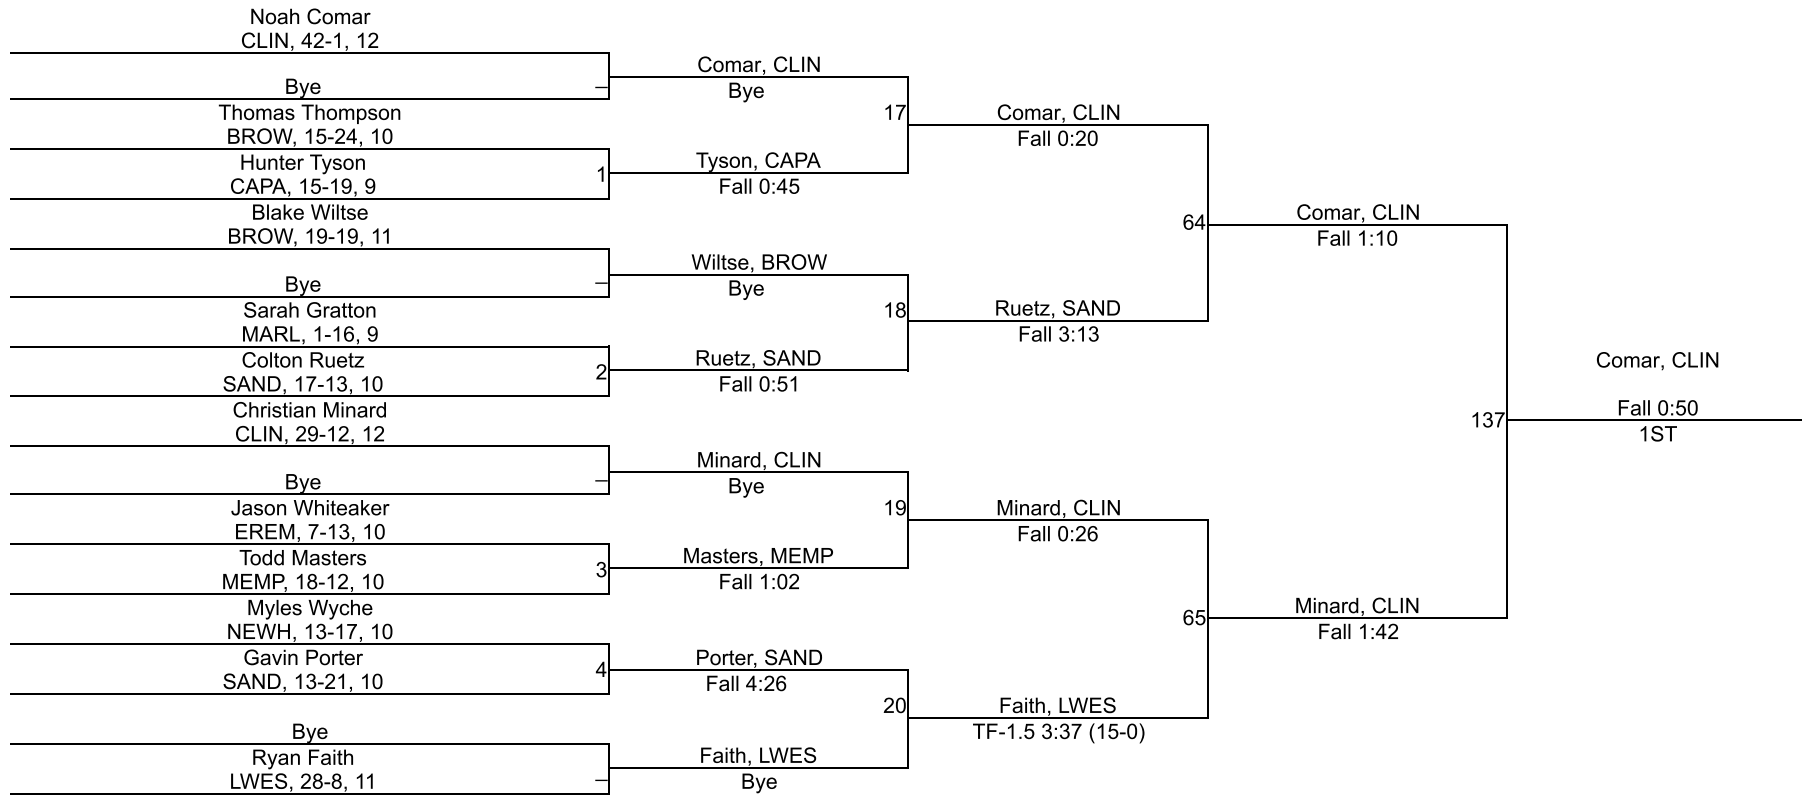 Noah Comar
CLIN, 42-1, 12
Bye
Thomas Thompson
BROW, 15-24, 10
Hunter Tyson
CAPA, 15-19, 9
Blake Wiltse
BROW, 19-19, 11
Bye
Sarah Gratton
MARL, 1-16, 9
Colton Ruetz
SAND, 17-13, 10
Christian Minard
CLIN, 29-12, 12
Bye
Jason Whiteaker
EREM, 7-13, 10
Todd Masters
MEMP, 18-12, 10
Myles Wyche
NEWH, 13-17, 10
Gavin Porter
SAND, 13-21, 10
Bye
Ryan Faith
LWES, 28-8, 11
–
1
–
2
–
3
4
–
Comar, CLIN
Bye
Tyson, CAPA
Fall 0:45
Wiltse, BROW
Bye
Ruetz, SAND
Fall 0:51
Minard, CLIN
Bye
Masters, MEMP
Fall 1:02
Porter, SAND
Fall 4:26
Faith, LWES
Bye
17
18
19
20
Comar, CLIN
Fall 0:20
Ruetz, SAND
Fall 3:13
Minard, CLIN
Fall 0:26
Faith, LWES
TF-1.5 3:37 (15-0)
64
65
Comar, CLIN
Fall 1:10
Minard, CLIN
Fall 1:42
137
Comar, CLIN
Fall 0:50
1ST